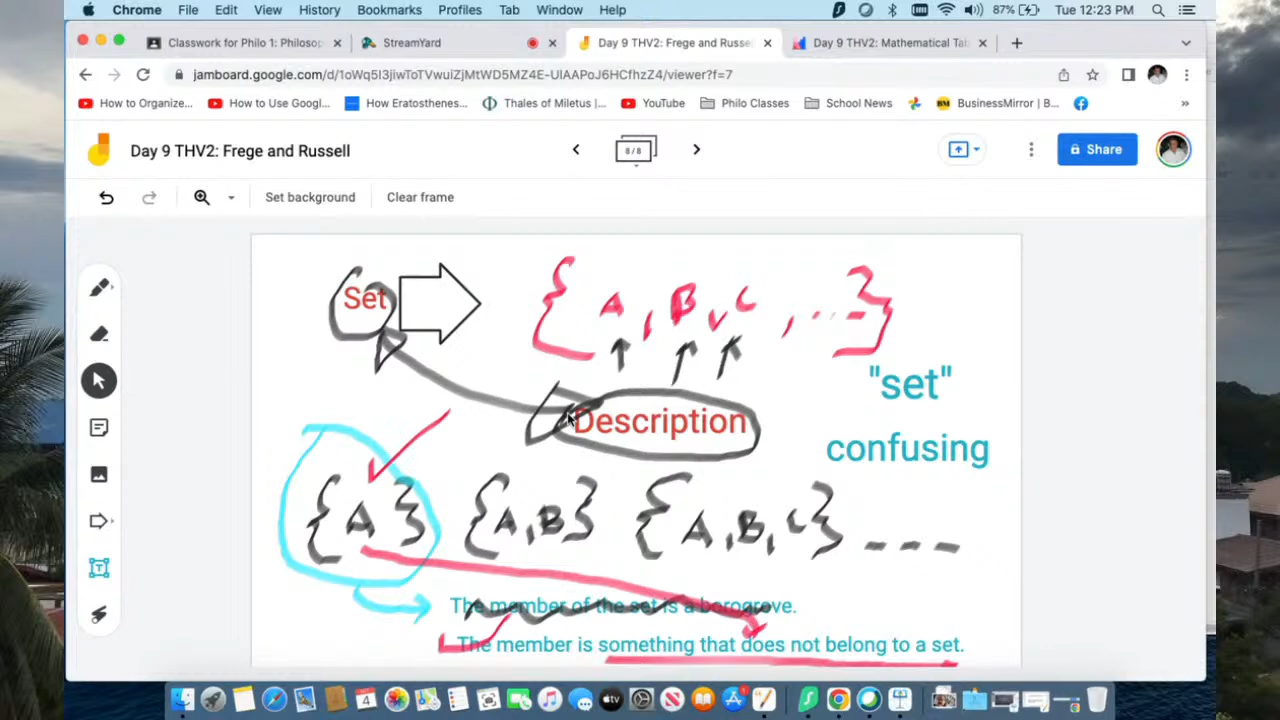 Chrome File Edit View History Bookmarks Profiles Tab Window Help 87% Tue 12:23 PM
Classwork for Philo 1: Philosop StreamYard Day 9 THV2: Frege and Russe Day 9 THV2: Mathematical Tab
jamboard.google.com/d/1oWq5I3jiwToTVwuiZjMtWD5MZ4E-UIAAPoJ6HCfhzZ4/viewer?f=7
How to Organize... How to Use Googl... How Eratosthenes... Thales of Miletus |... YouTube Philo Classes School News BusinessMirror | B...
Day 9 THV2: Frege and Russell
8/8
Share
Set background Clear frame
Set
{A, B, C, ...}
"set"
Description
confusing
{A} {A, B} {A, B, C} ---
The member of the set is a borogrove.
The member is something that does not belong to a set.
4